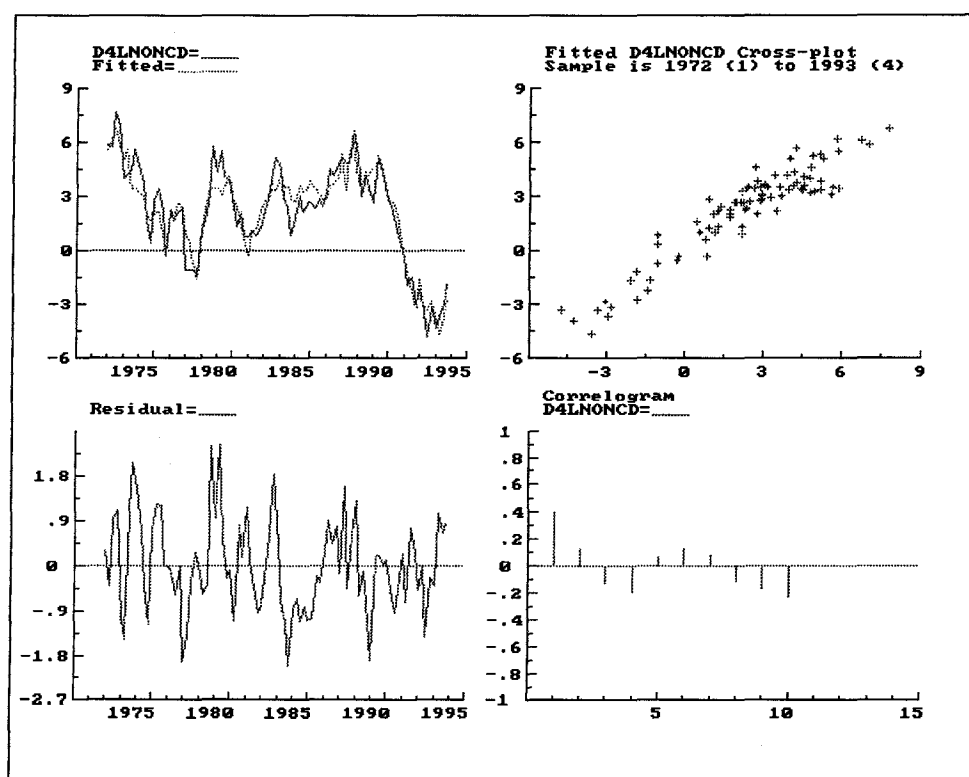 D4LNONCD=
Fitted=
9
6
3
0
-3
-6
1975 1980 1985 1990 1995
Fitted D4LNONCD Cross-plot
Sample is 1972 (1) to 1993 (4)
9
6
3
0
-3
-6
-3 0 3 6 9
Residual=
1.8
.9
0
-.9
-1.8
-2.7
1975 1980 1985 1990 1995
Correlogram
D4LNONCD=
1
.8
.6
.4
.2
0
-.2
-.4
-.6
-.8
-1
5 10 15